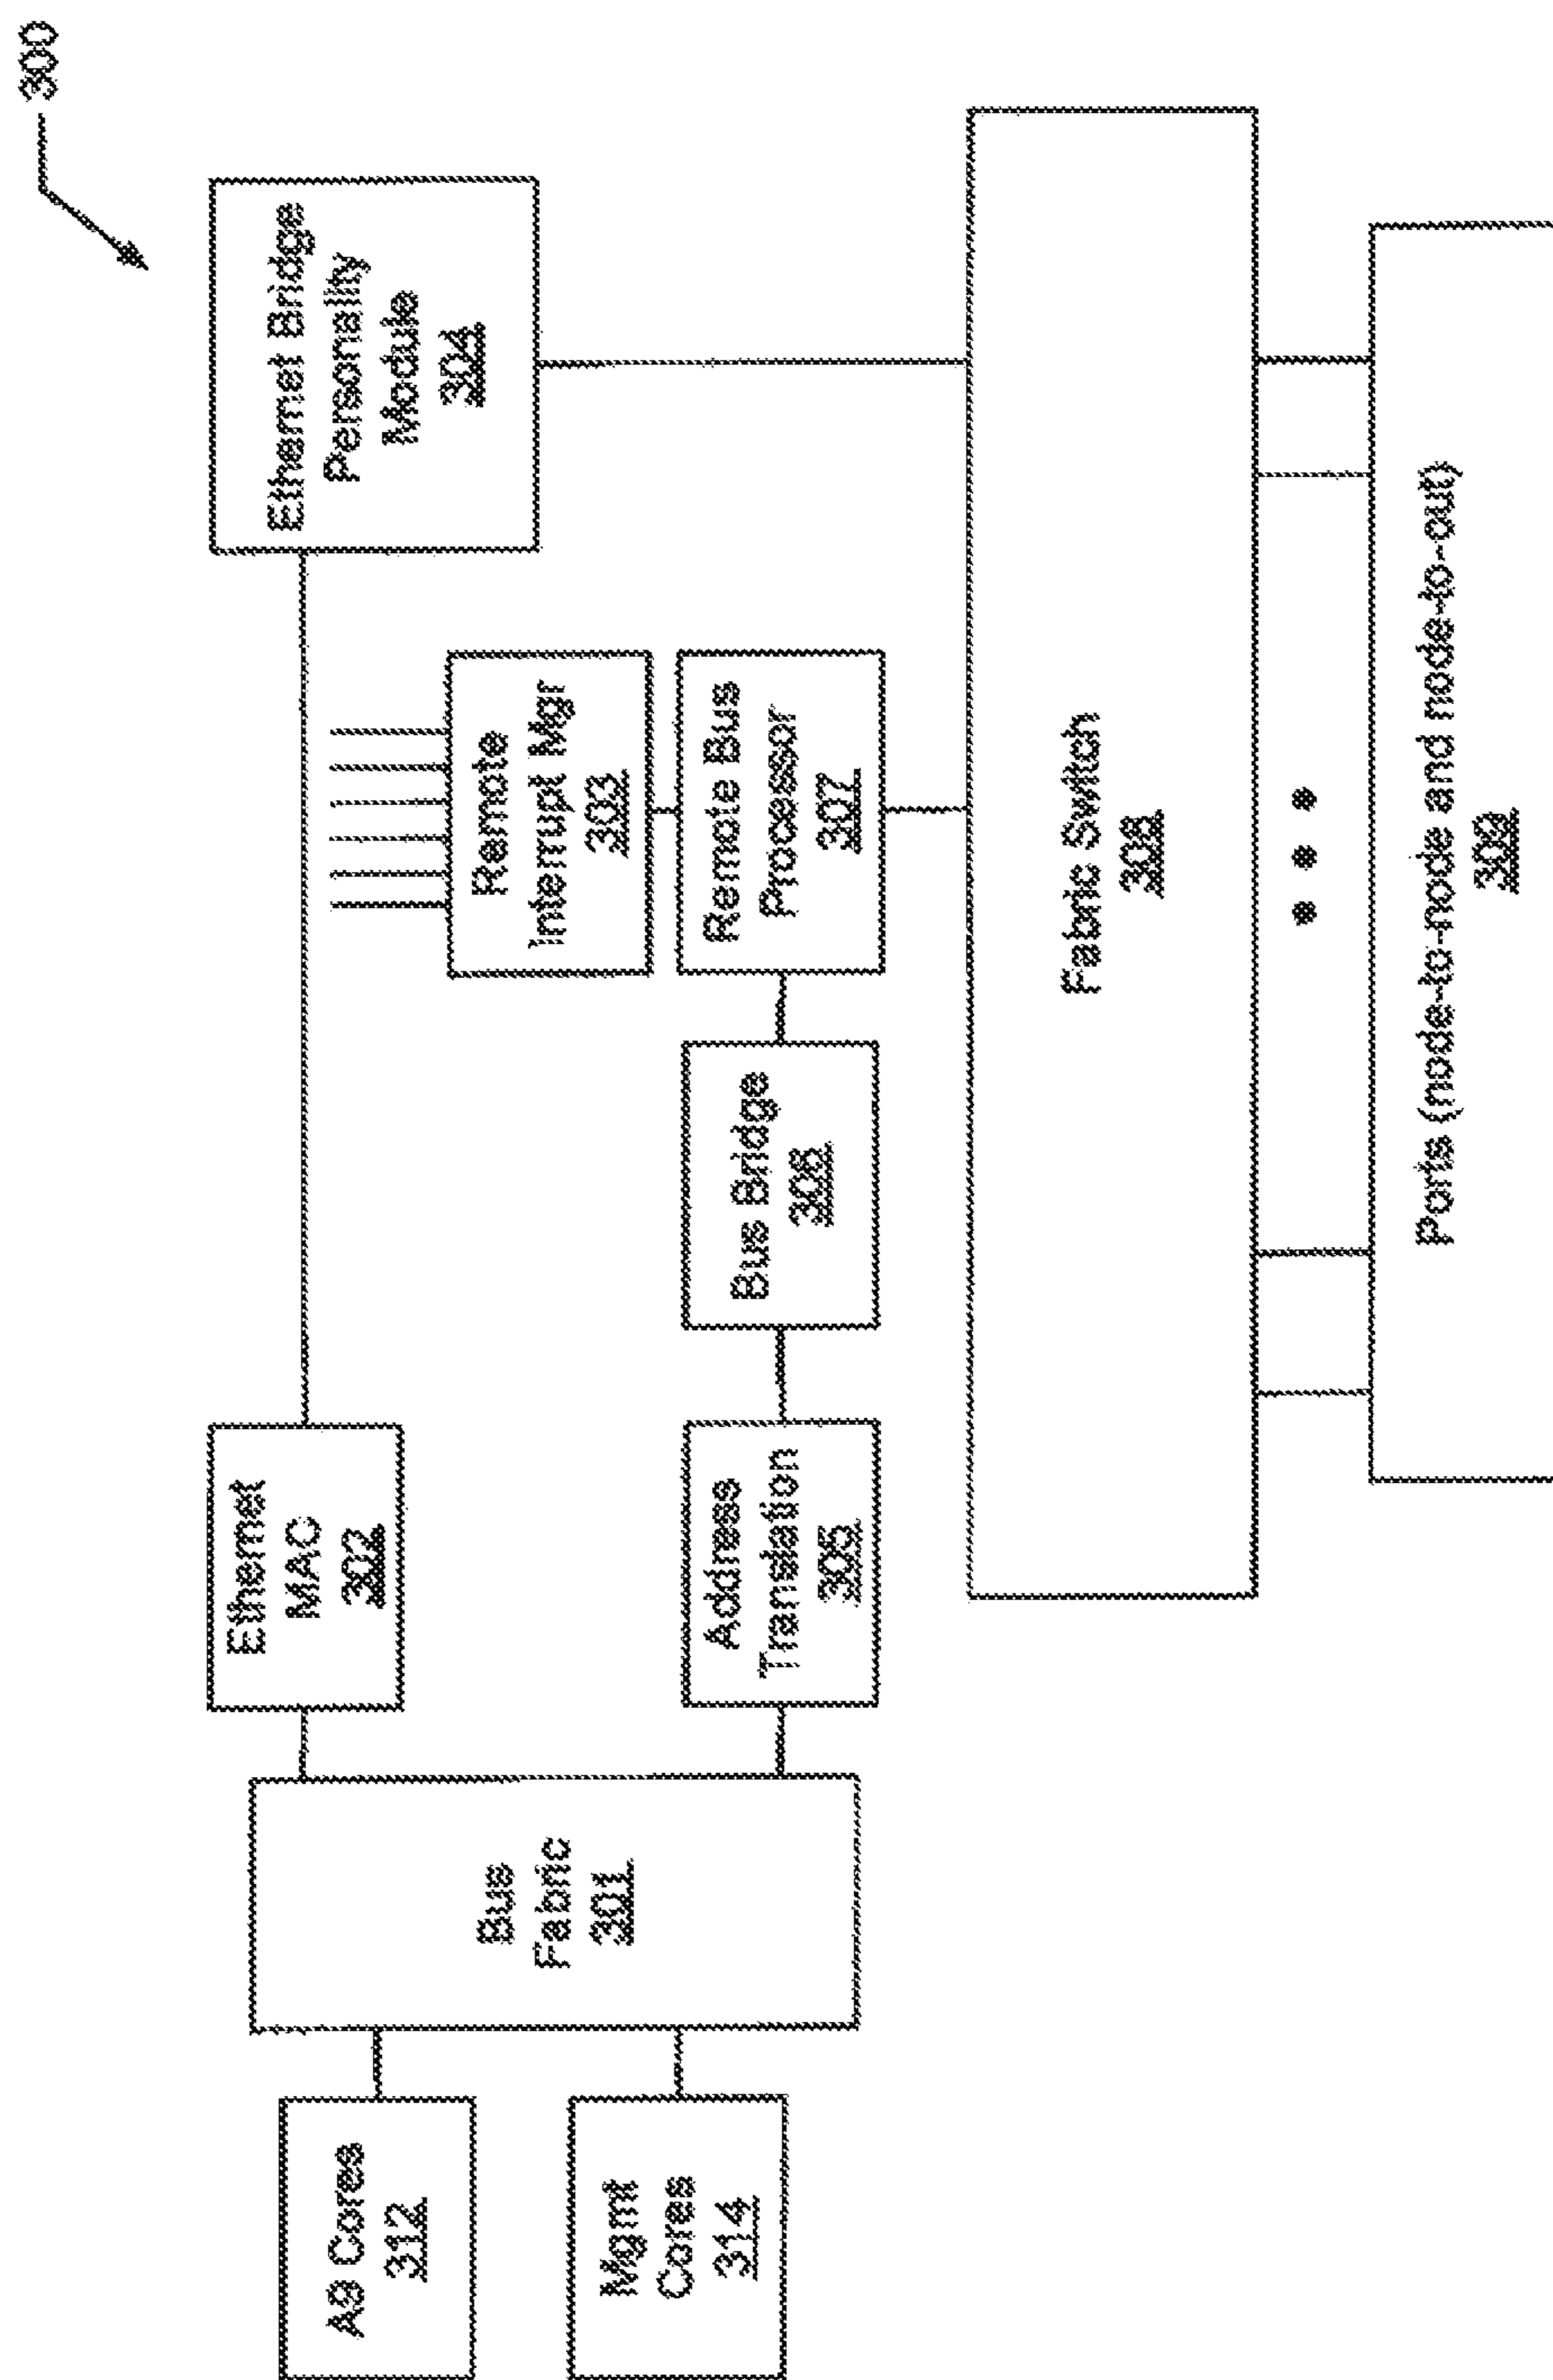 300
A9 Cores
312
Mgmt
Cores
314
Bus
Fabric
301
Ethernet
MAC
302
Ethernet Bridge
Personality
Module
304
Remote
Interrupt Mgr
303
Address
Translation
305
Bus Bridge
306
Remote Bus
Processor
307
Fabric Switch
308
Ports (node-to-node and node-to-out)
309